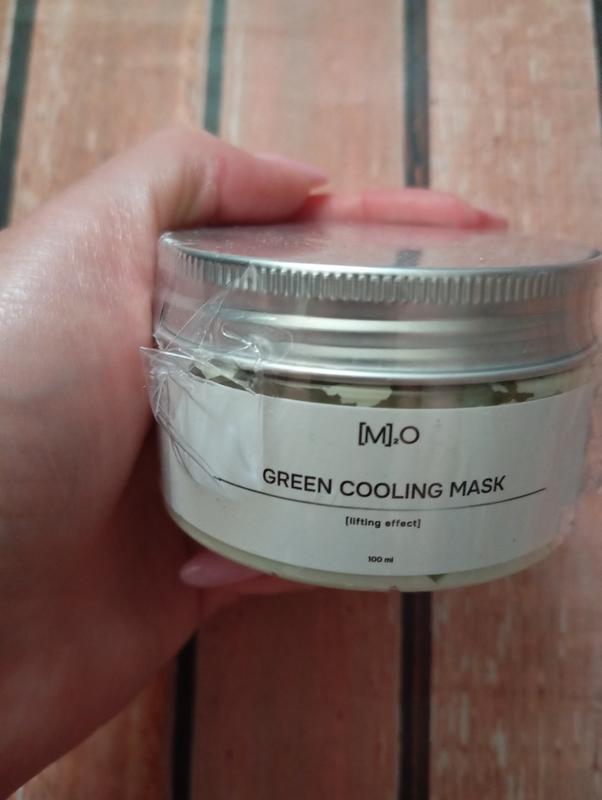 [M]₂O
GREEN COOLING MASK
[lifting effect]
100 ml